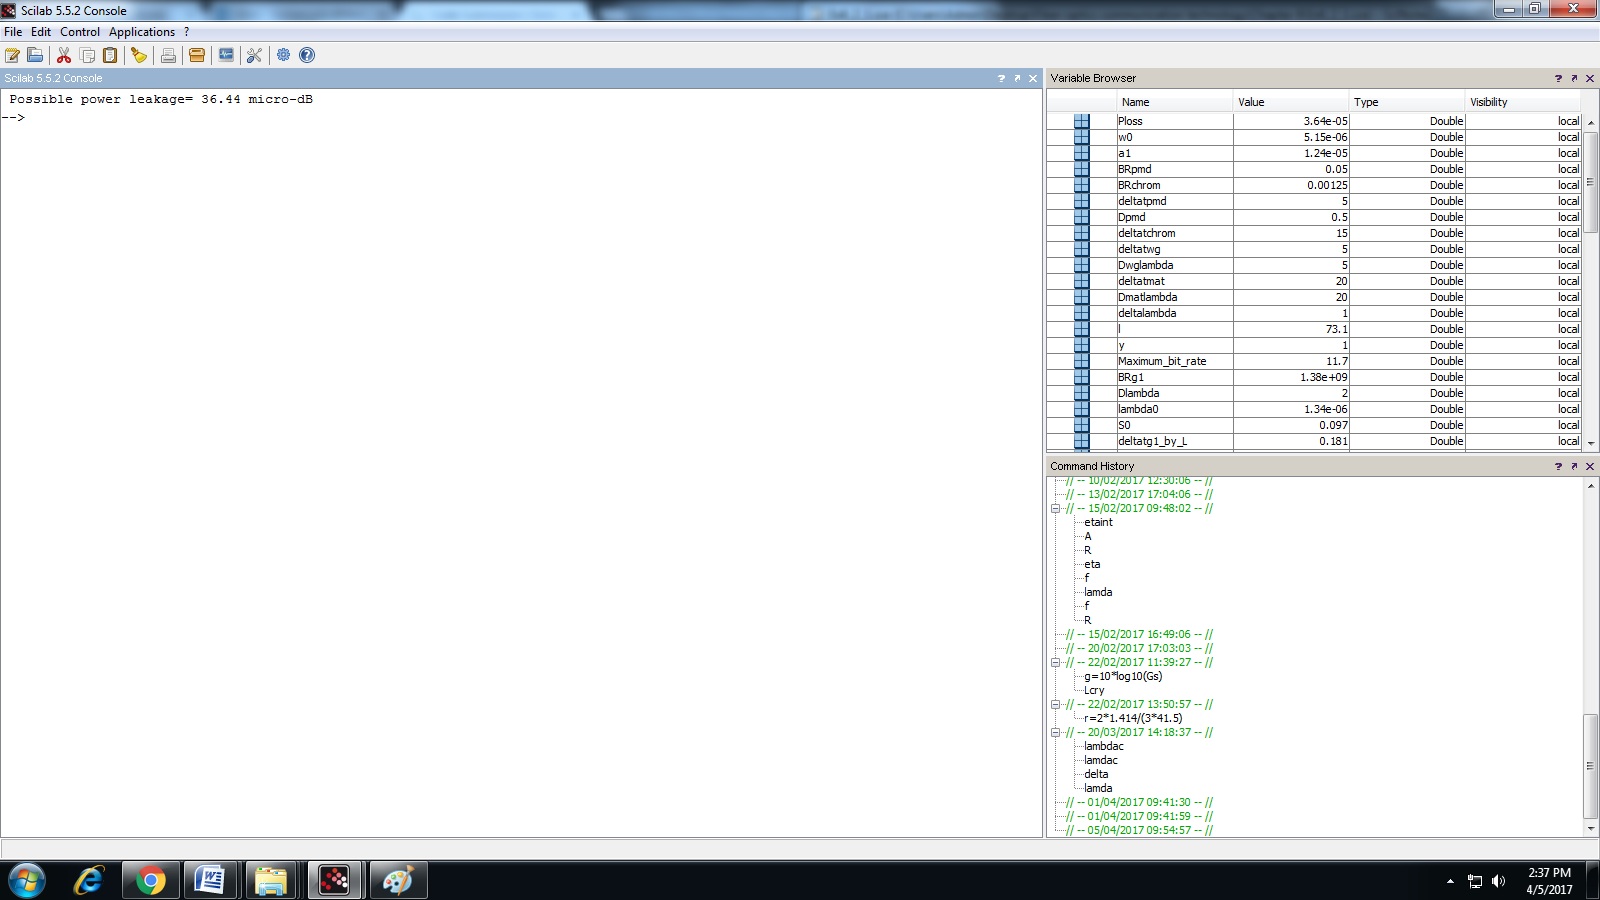 Scilab 5.5.2 Console
File Edit Control Applications ?
Scilab 5.5.2 Console
Possible power leakage= 36.44 micro-dB
-->
Variable Browser
Name Value Type Visibility
Ploss 3.64e-05 Double local
w0 5.15e-06 Double local
a1 1.24e-05 Double local
BRpmd 0.05 Double local
BRchrom 0.00125 Double local
deltatpmd 5 Double local
Dpmd 0.5 Double local
deltatchrom 15 Double local
deltatwg 5 Double local
Dwglambda 5 Double local
deltatmat 20 Double local
Dmatlambda 20 Double local
deltalambda 1 Double local
l 73.1 Double local
y 1 Double local
Maximum_bit_rate 11.7 Double local
BRg1 1.38e+09 Double local
Dlambda 2 Double local
lambda0 1.34e-06 Double local
S0 0.097 Double local
deltatg1_by_L 0.181 Double local
Command History
// -- 10/02/2017 12:30:06 -- //
// -- 13/02/2017 17:04:06 -- //
// -- 15/02/2017 09:48:02 -- //
etaint
A
R
eta
f
lamda
f
R
// -- 15/02/2017 16:49:06 -- //
// -- 20/02/2017 17:03:03 -- //
// -- 22/02/2017 11:39:27 -- //
g=10*log10(Gs)
Lcry
// -- 22/02/2017 13:50:57 -- //
r=2*1.414/(3*41.5)
// -- 20/03/2017 14:18:37 -- //
lambdac
lamdac
delta
lamda
// -- 01/04/2017 09:41:30 -- //
// -- 01/04/2017 09:41:59 -- //
// -- 05/04/2017 09:54:57 -- //
2:37 PM
4/5/2017